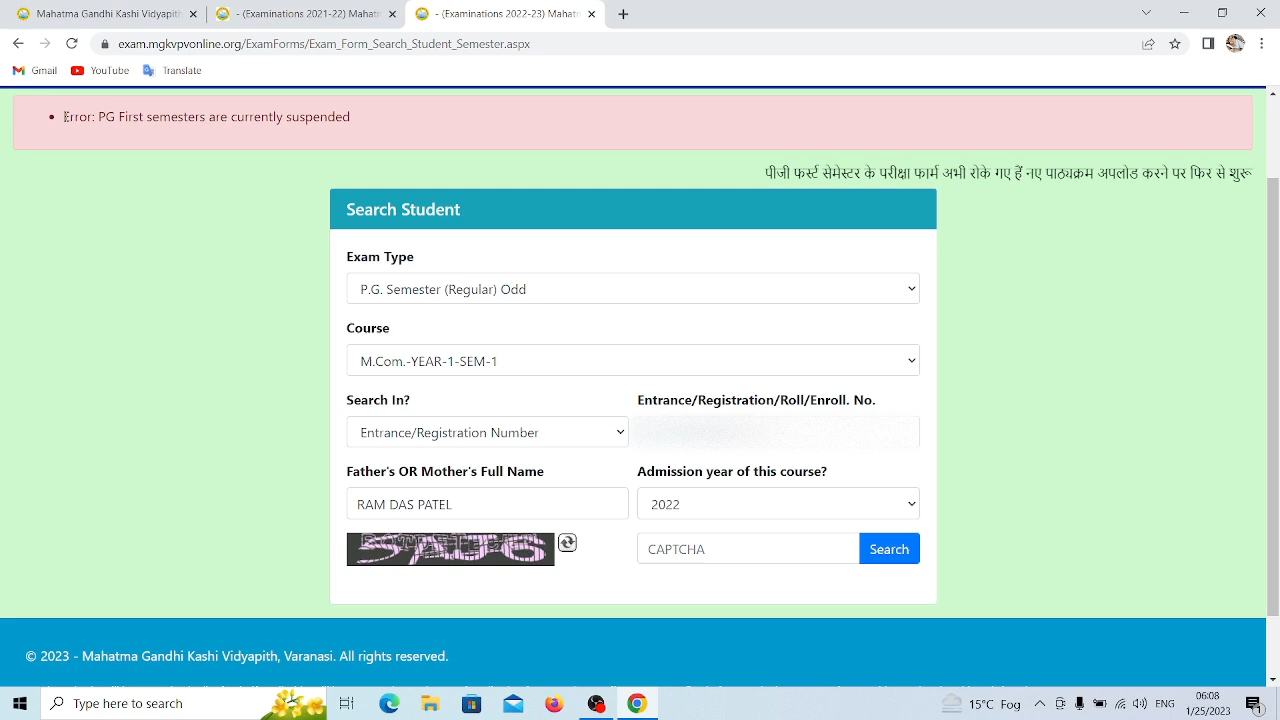 - (Examinations 2021-22) Mahatm
- (Examinations 2022-23) Mahatm
Mahatma Gandhi Kashi Vidyapith
exam.mgonline.org/ExamForms/Exam_Form_Search_Student_Semester.aspx
Gmail YouTube Translate
Error: PG First semesters are currently suspended
पीजी फर्स्ट सेमेस्टर के परीक्षा फार्म अभी रोके गए हैं नए पाठ्यक्रम अपलोड करने पर फिर से शुरू
Search Student
Exam Type
P.G. Semester (Regular) Odd
Course
M.Com.-YEAR-1-SEM-1
Search In? Entrance/Registration/Roll/Enroll. No.
Entrance/Registration Number
Father's OR Mother's Full Name Admission year of this course?
RAM DAS PATEL 2022
CAPTCHA Search
© 2023 - Mahatma Gandhi Kashi Vidyapith, Varanasi. All rights reserved.
Type here to search
15°C Fog
ENG
06:08
1/25/2023